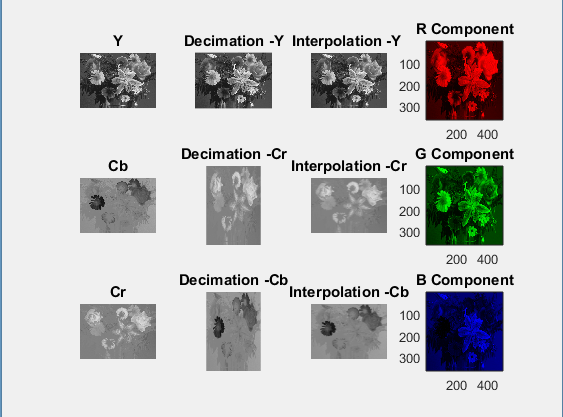 Y
Decimation -Y
Interpolation -Y
R Component
100
200
300
200 400
Cb
Decimation -Cr
Interpolation -Cr
G Component
100
200
300
200 400
Cr
Decimation -Cb
Interpolation -Cb
B Component
100
200
300
200 400